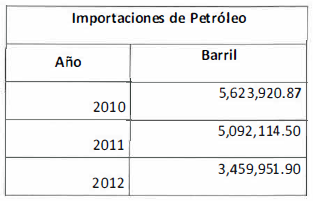 Importaciones de Petróleo
Año Barril
2010 5,623,920.87
2011 5,092,114.50
2012 3,459,951.90